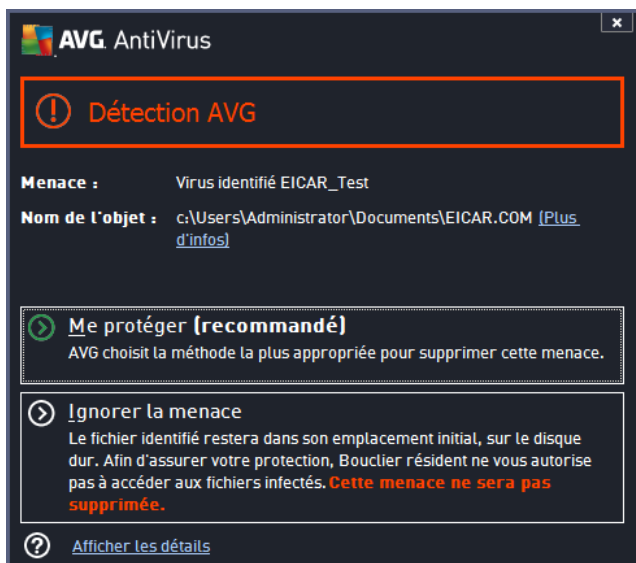 AVG. AntiVirus
Détection AVG
Menace : Virus identifié EICAR_Test
Nom de l'objet : c:\Users\Administrator\Documents\EICAR.COM (Plus
d'infos)
Me protéger (recommandé)
AVG choisit la méthode la plus appropriée pour supprimer cette menace.
Ignorer la menace
Le fichier identifié restera dans son emplacement initial, sur le disque
dur. Afin d'assurer votre protection, Bouclier résident ne vous autorise
pas à accéder aux fichiers infectés. Cette menace ne sera pas
supprimée.
Afficher les détails